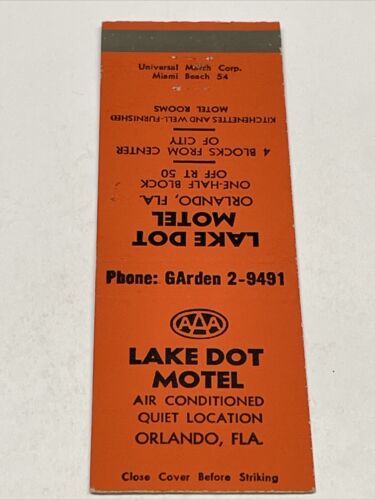 Universal Match Corp.
Miami Beach 54
LAKE DOT
MOTEL
ORLANDO, FLA.
ONE-HALF BLOCK
OFF RT 50
4 BLOCKS FROM CENTER
OF CITY
KITCHENETTES AND WELL-FURNISHED
MOTEL ROOMS
Phone: GArden 2-9491
AAA
LAKE DOT
MOTEL
AIR CONDITIONED
QUIET LOCATION
ORLANDO, FLA.
Close Cover Before Striking